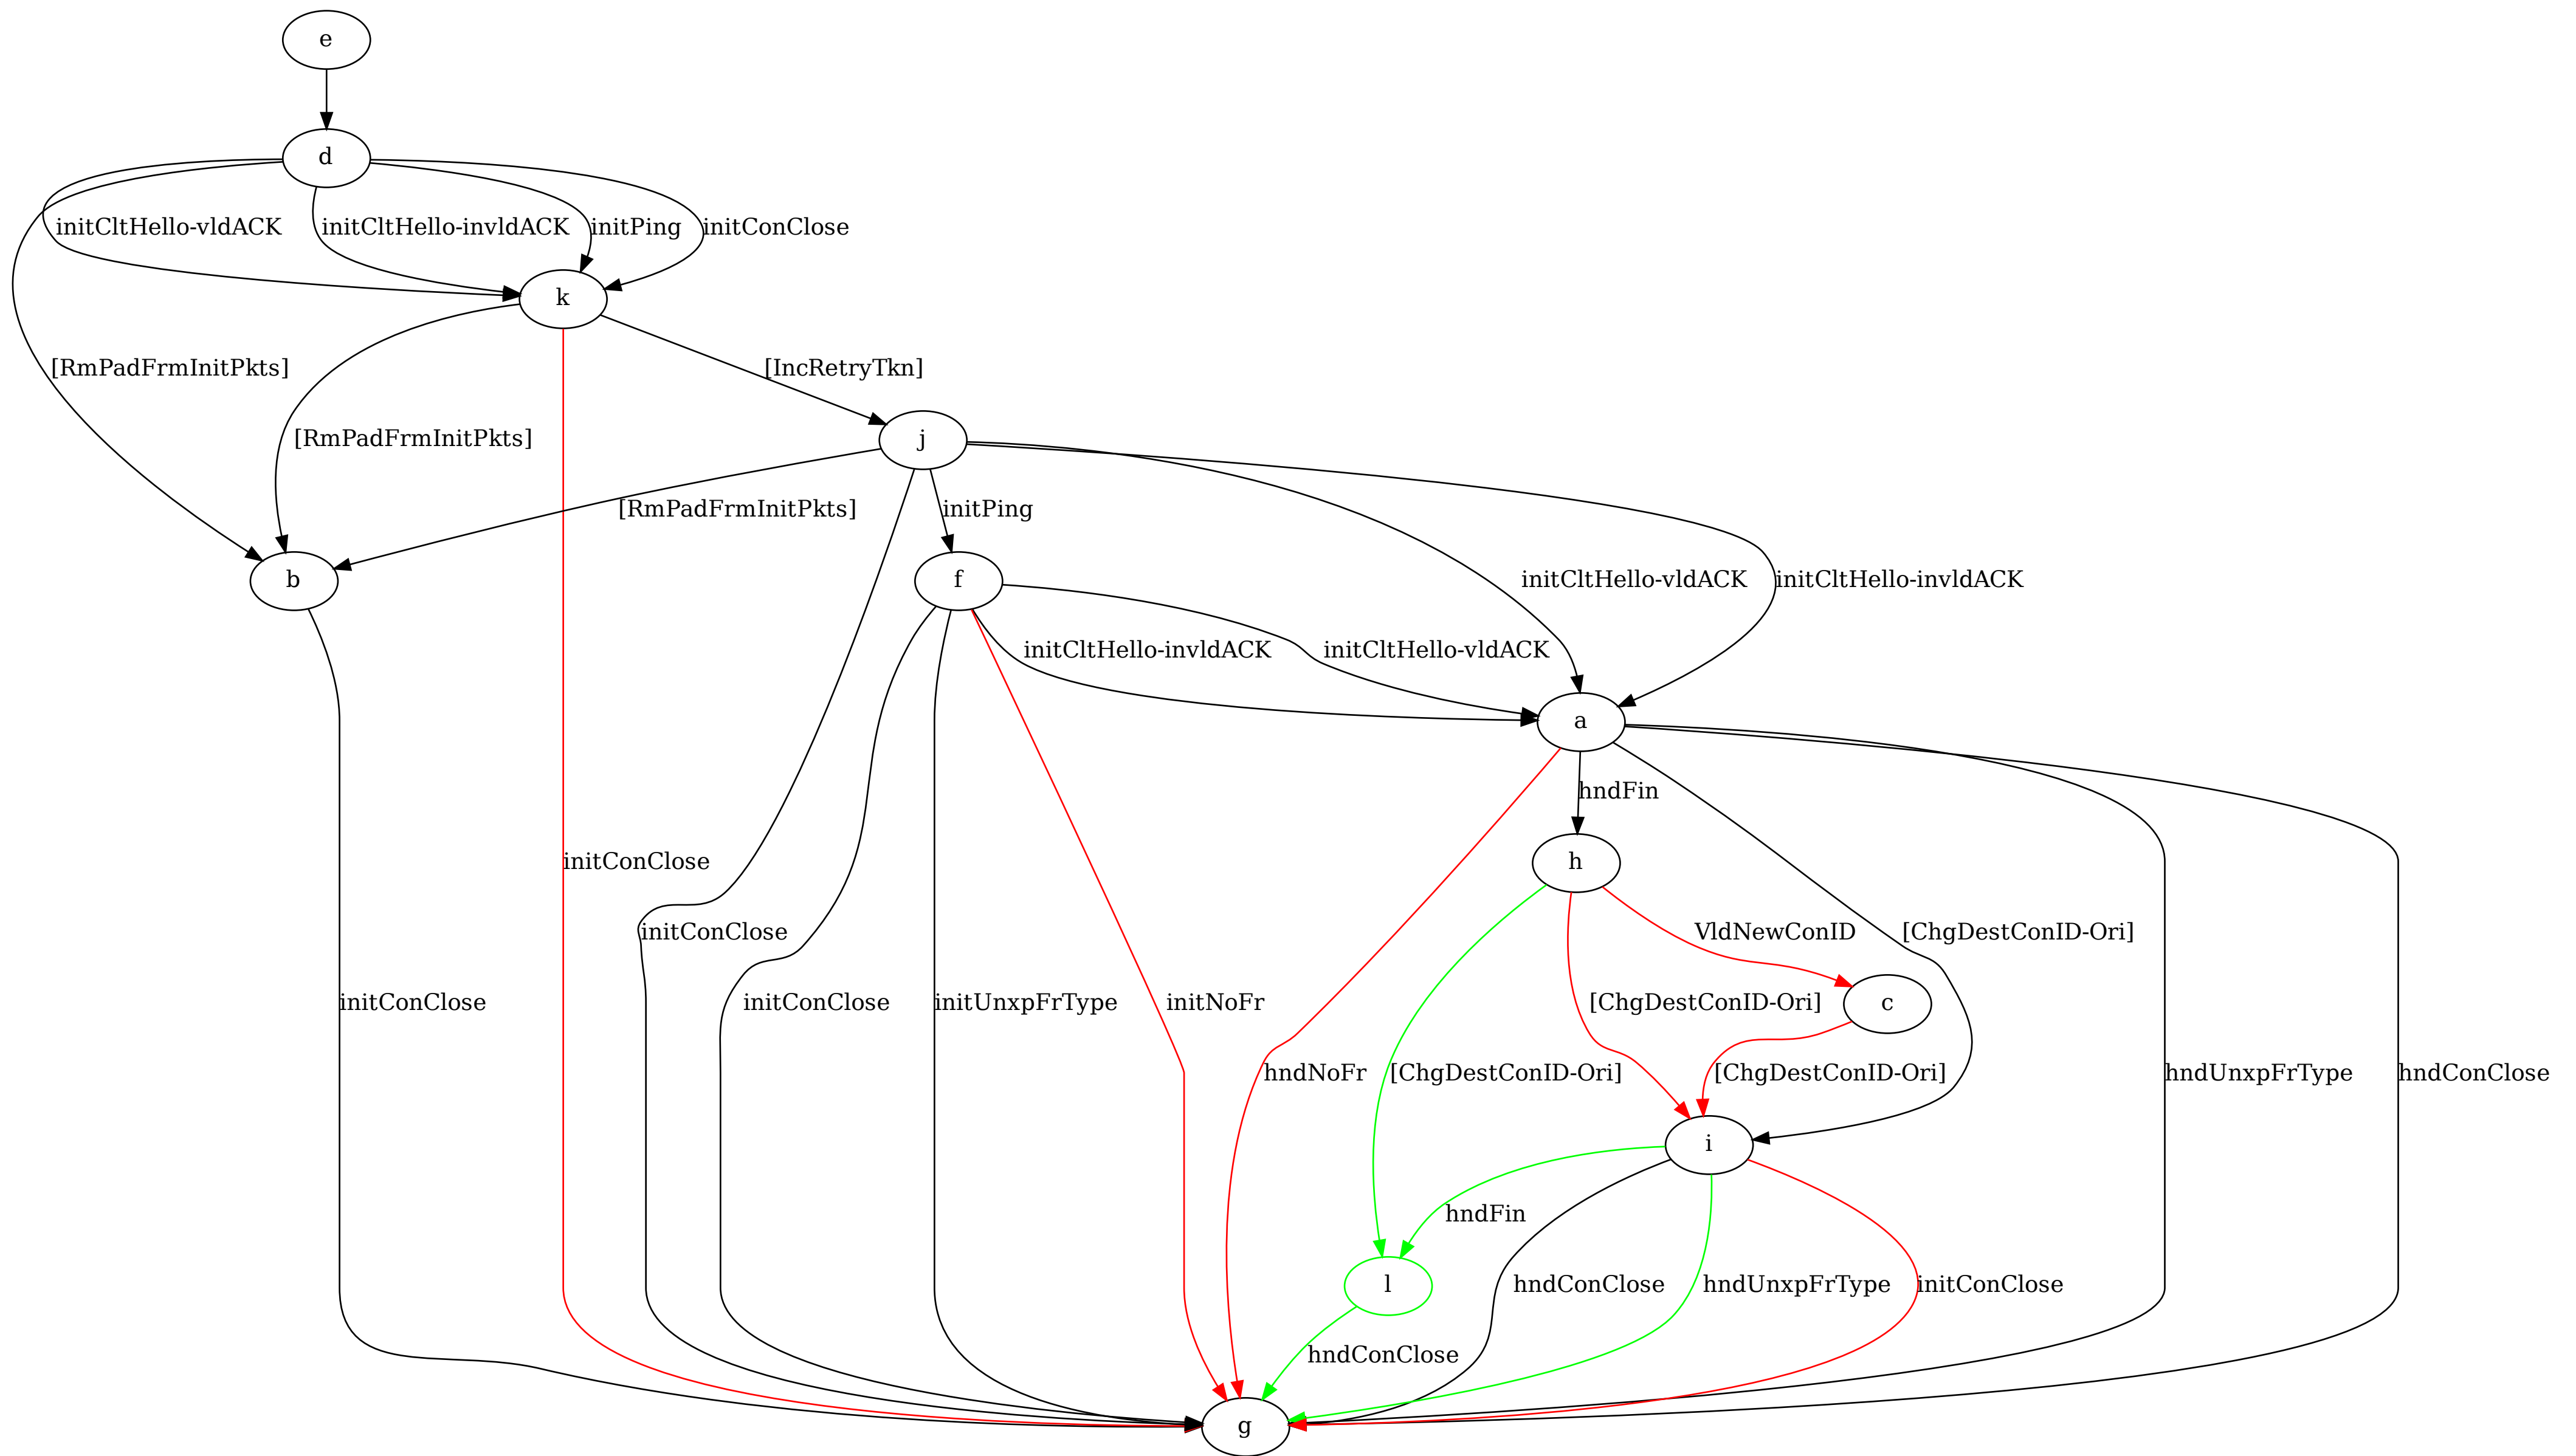 e
d
initCltHello-vldACK
initCltHello-invldACK
initPing
initConClose
k
[RmPadFrmInitPkts]
[IncRetryTkn]
[RmPadFrmInitPkts]
j
[RmPadFrmInitPkts]
initPing
b
f
initCltHello-vldACK
initCltHello-invldACK
initCltHello-invldACK
initCltHello-vldACK
a
hndFin
initConClose
h
initConClose
VldNewConID
[ChgDestConID-Ori]
initConClose
initConClose
initUnxpFrType
initNoFr
[ChgDestConID-Ori]
c
hndNoFr
[ChgDestConID-Ori]
[ChgDestConID-Ori]
hndUnxpFrType
hndConClose
i
hndFin
l
hndConClose
hndUnxpFrType
initConClose
hndConClose
g